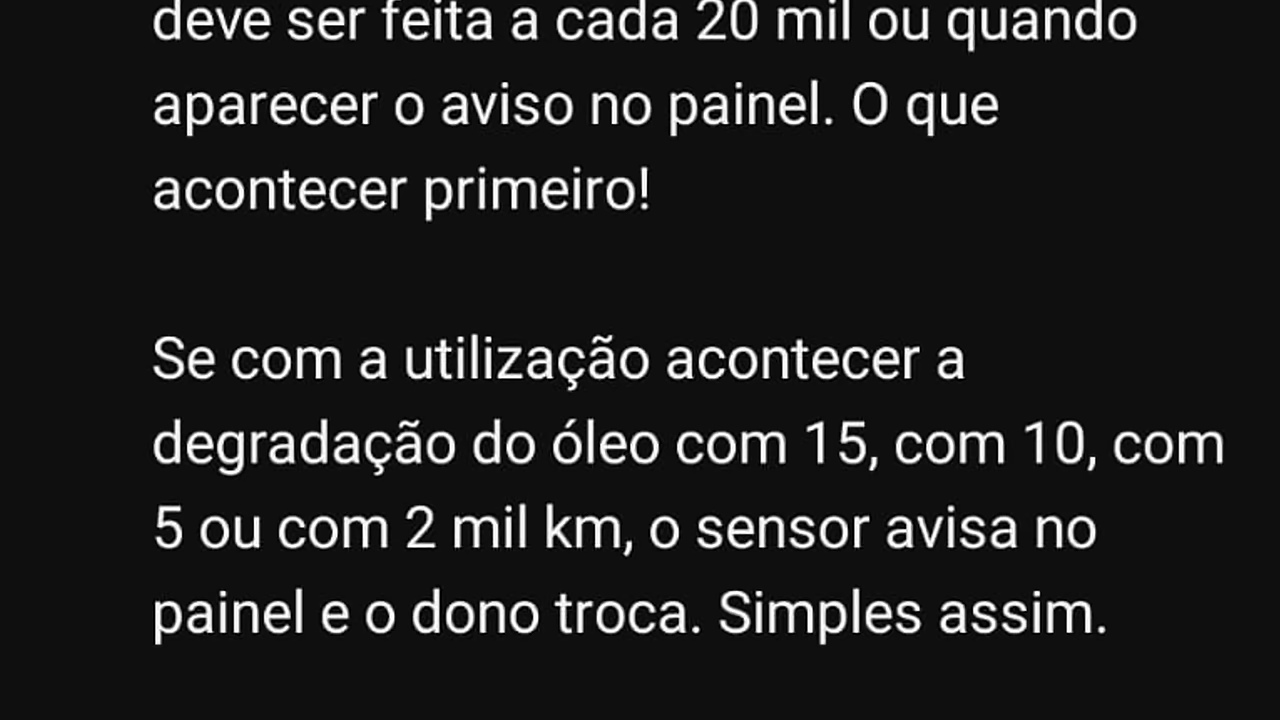 deve ser feita a cada 20 mil ou quando
aparecer o aviso no painel. O que
acontecer primeiro!
Se com a utilização acontecer a
degradação do óleo com 15, com 10, com
5 ou com 2 mil km, o sensor avisa no
painel e o dono troca. Simples assim.